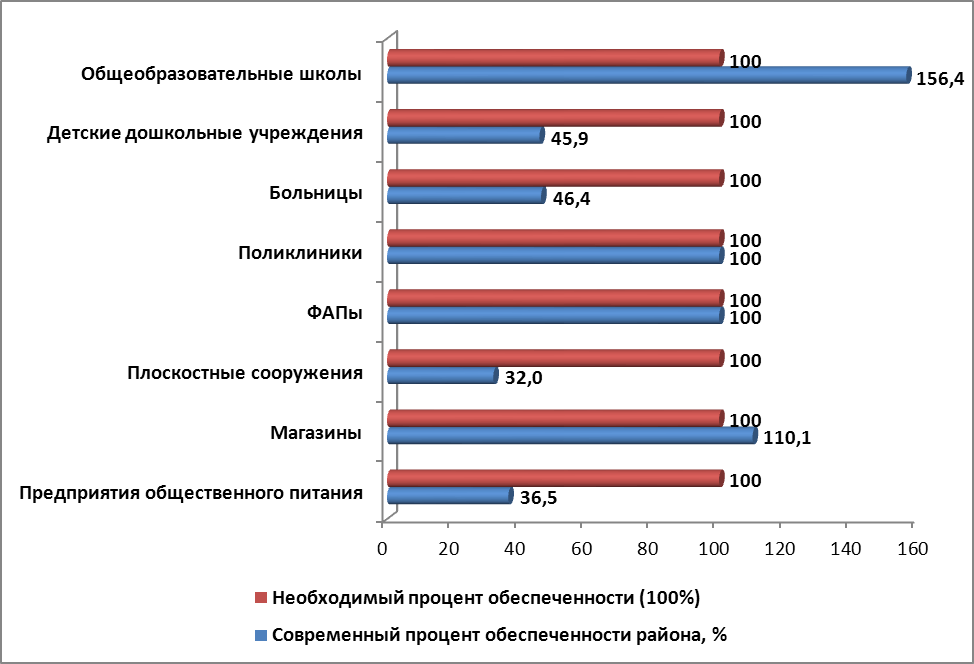 Общеобразовательные школы
100
156,4
Детские дошкольные учреждения
100
45,9
Больницы
100
46,4
Поликлиники
100
100
ФАПы
100
100
Плоскостные сооружения
100
32,0
Магазины
100
110,1
Предприятия общественного питания
100
36,5
0 20 40 60 80 100 120 140 160
Необходимый процент обеспеченности (100%)
Современный процент обеспеченности района, %